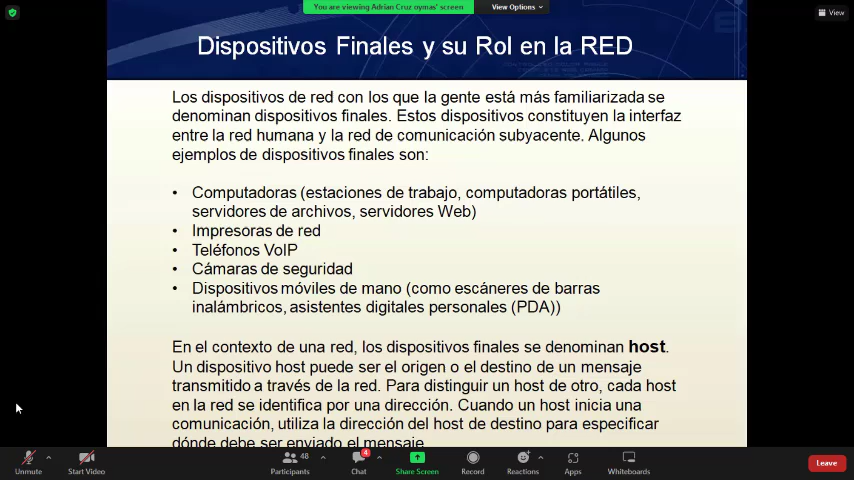 You are viewing Adrian Cruz oymas' screen
View Options
View
Dispositivos Finales y su Rol en la RED
Los dispositivos de red con los que la gente está más familiarizada se
denominan dispositivos finales. Estos dispositivos constituyen la interfaz
entre la red humana y la red de comunicación subyacente. Algunos
ejemplos de dispositivos finales son:
• Computadoras (estaciones de trabajo, computadoras portátiles,
servidores de archivos, servidores Web)
• Impresoras de red
• Teléfonos VoIP
• Cámaras de seguridad
• Dispositivos móviles de mano (como escáneres de barras
inalámbricos, asistentes digitales personales (PDA))
En el contexto de una red, los dispositivos finales se denominan host.
Un dispositivo host puede ser el origen o el destino de un mensaje
transmitido a través de la red. Para distinguir un host de otro, cada host
en la red se identifica por una dirección. Cuando un host inicia una
comunicación, utiliza la dirección del host de destino para especificar
dónde debe ser enviado el mensaje.
Unmute
Start Video
48
Participants
4
Chat
Share Screen
Record
Reactions
Apps
Whiteboards
Leave